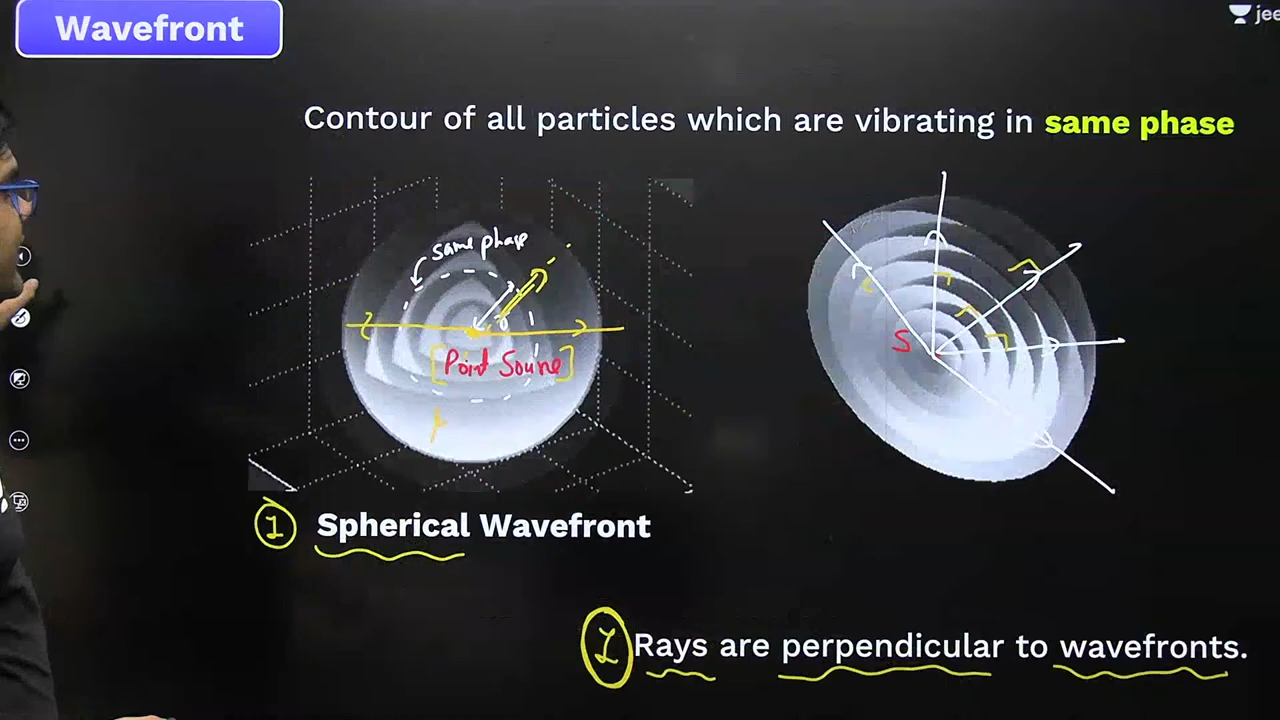 Wavefront
jee
Contour of all particles which are vibrating in same phase
same phase
S
[Point Source]
1 Spherical Wavefront
2 Rays are perpendicular to wavefronts.